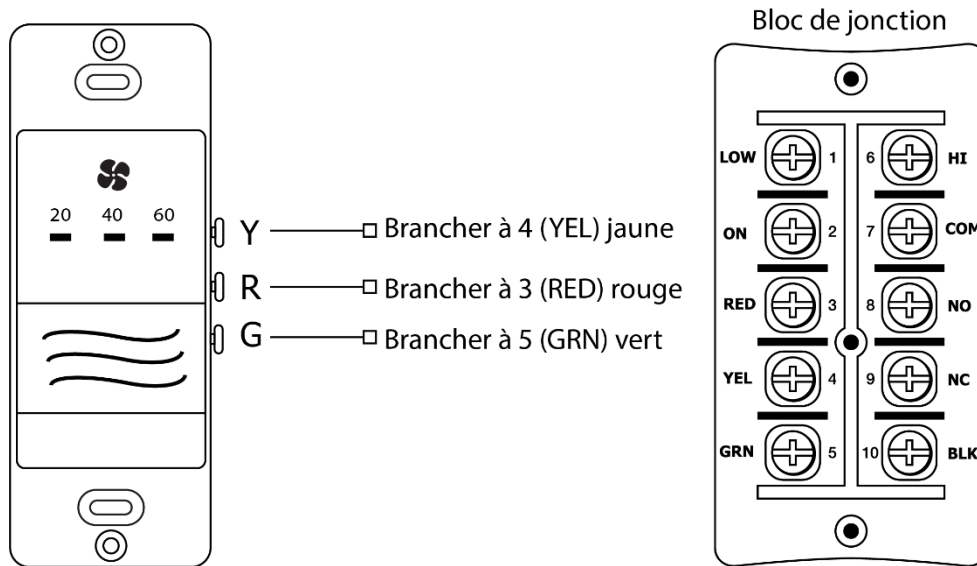 Bloc de jonction
20 40 60
Y Brancher à 4 (YEL) jaune
R Brancher à 3 (RED) rouge
G Brancher à 5 (GRN) vert
LOW 1 6 HI
ON 2 7 COM
RED 3 8 NO
YEL 4 9 NC
GRN 5 10 BLK